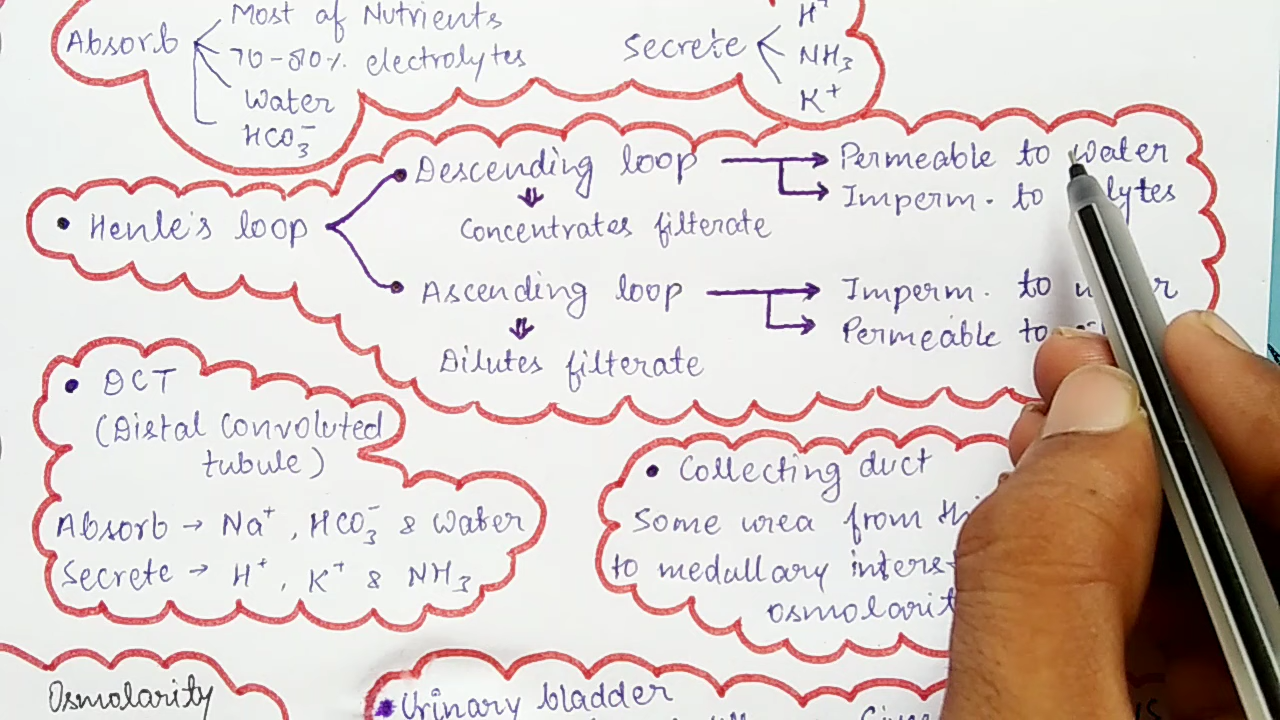 Absorb
Most of Nutrients
70-80% electrolytes
Water
HCO3-
Secrete
H+
NH3
K+
• Henle's loop
• Descending loop
Concentrates filterate
Permeable to water
Imperm. to lytes
• Ascending loop
Dilutes filterate
Imperm. to
Permeable to
• DCT
(Distal convoluted
tubule)
Absorb → Na+, HCO3- & Water
Secrete → H+, K+ & NH3
• Collecting duct
Some urea from
to medullary
Osmolarity
Urinary bladder